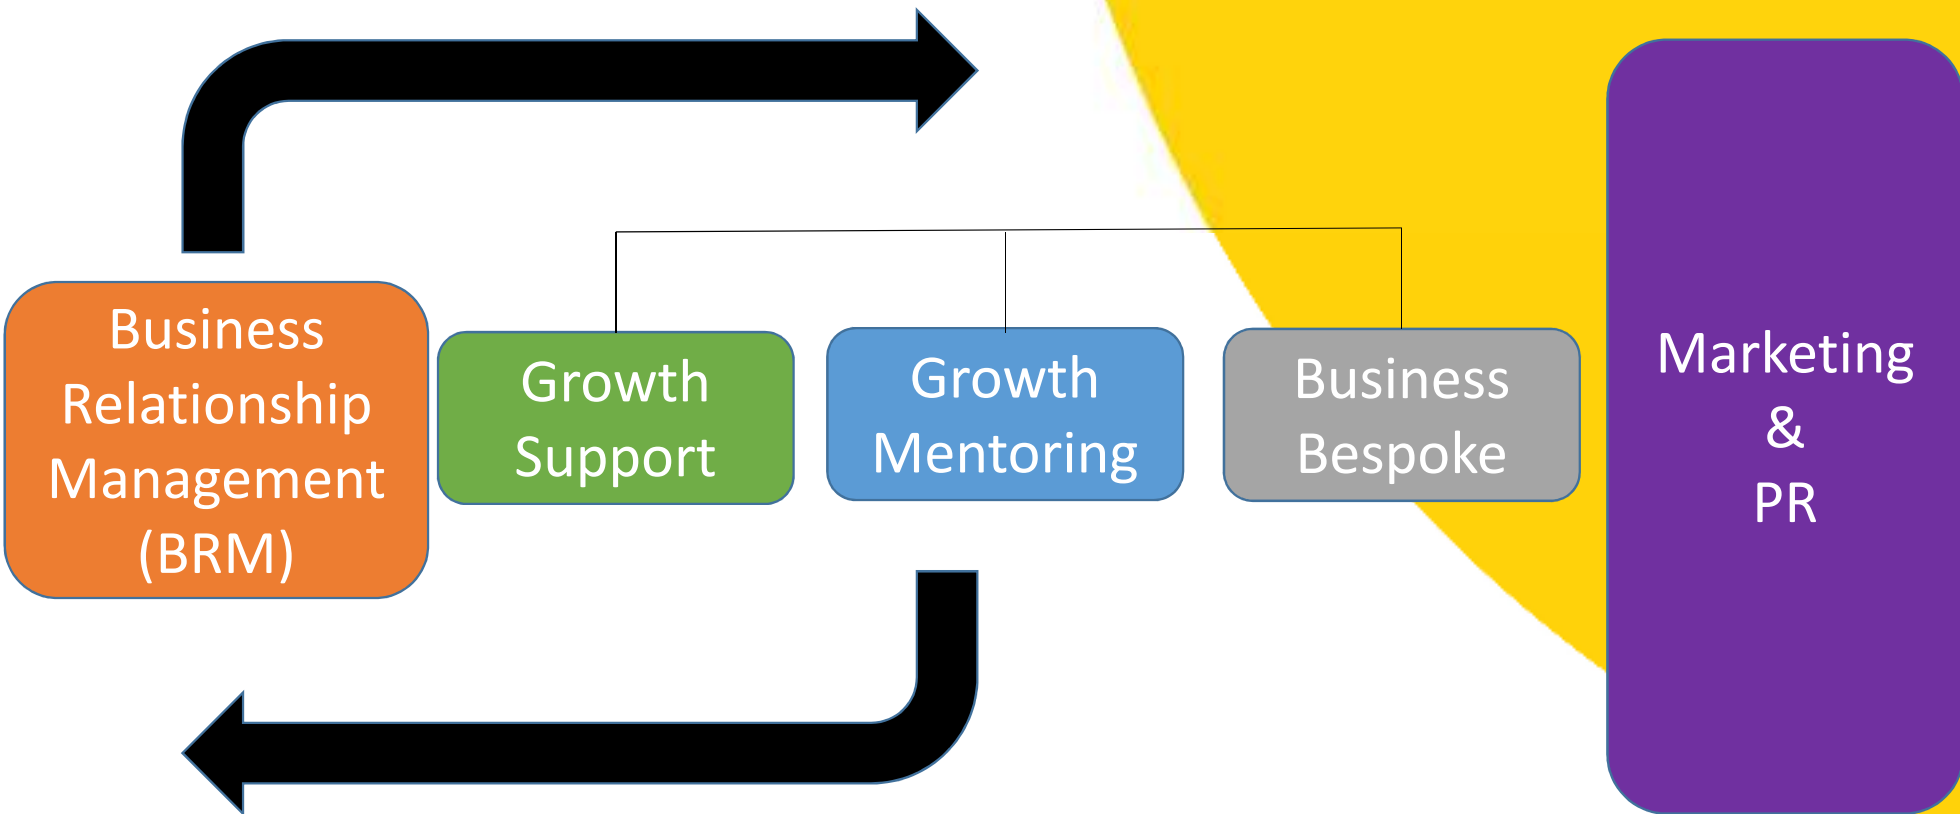 Business
Relationship
Management
(BRM)
Growth
Support
Growth
Mentoring
Business
Bespoke
Marketing
&
PR